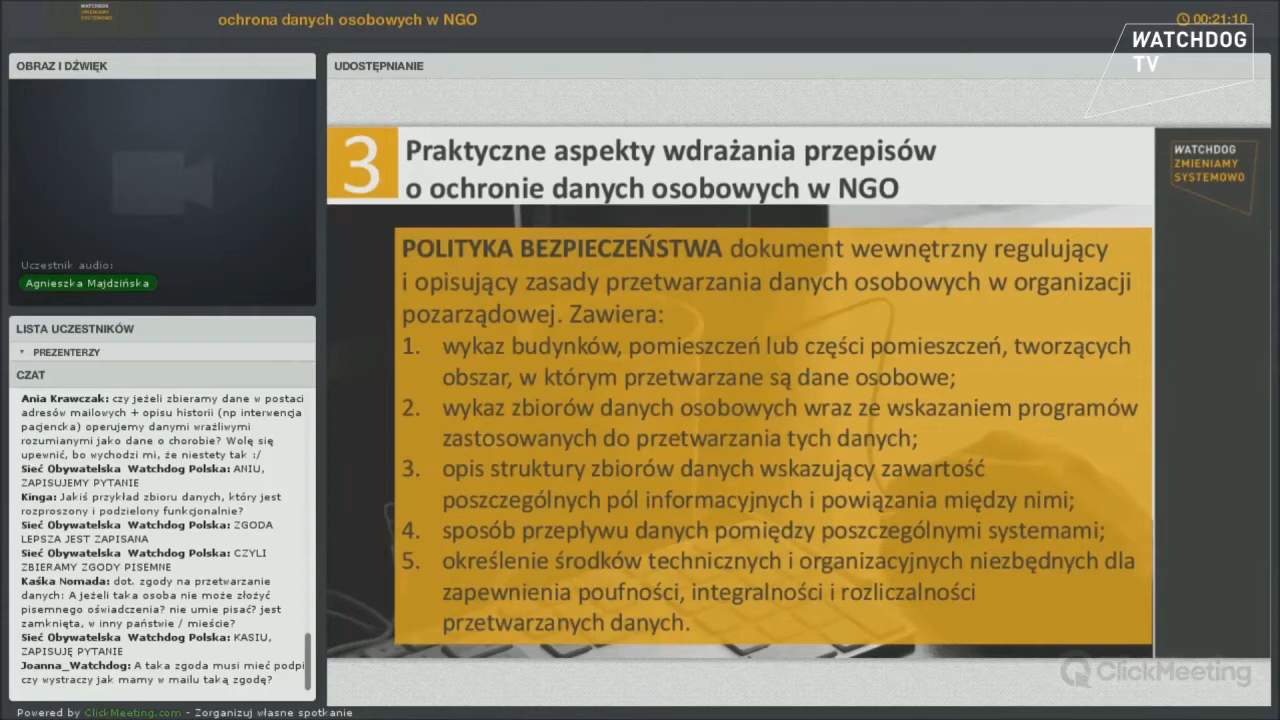 WATCHDOG
ZMIENIAMY
SYSTEMOWO
ochrona danych osobowych w NGO
00:21:10
WATCHDOG
TV
OBRAZ I DŹWIĘK
Uczestnik audio:
Agnieszka Majdzińska
LISTA UCZESTNIKÓW
PREZENTERZY
CZAT
Ania Krawczak: czy jeżeli zbieramy dane w postaci
adresów mailowych + opisu historii (np interwencja
pacjencka) operujemy danymi wraźliwymi
rozumianymi jako dane o chorobie? Wolę się
upewnić, bo wychodzi mi, że niestety tak :/
Sieć Obywatelska Watchdog Polska: ANIU,
ZAPISUJEMY PYTANIE
Kinga: Jakiś przykład zbioru danych, który jest
rozproszony i podzielony funkcjonalnie?
Sieć Obywatelska Watchdog Polska: ZGODA
LEPSZA JEST ZAPISANA
Sieć Obywatelska Watchdog Polska: CZYLI
ZBIERAMY ZGODY PISEMNE
Kaśka Nomada: dot. zgody na przetwarzanie
danych: A jeżeli taka osoba nie może złożyć
pisemnego oświadczenia? nie umie pisać? jest
zamknięta, w inny państwie / mieście?
Sieć Obywatelska Watchdog Polska: KASIU,
ZAPISUJĘ PYTANIE
Joanna_Watchdog: A taka zgoda musi mieć podpi
czy wystraczy jak mamy w mailu taką zgodę?
UDOSTĘPNIANIE
3
Praktyczne aspekty wdrażania przepisów
o ochronie danych osobowych w NGO
WATCHDOG
ZMIENIAMY
SYSTEMOWO
POLITYKA BEZPIECZEŃSTWA dokument wewnętrzny regulujący
i opisujący zasady przetwarzania danych osobowych w organizacji
pozarządowej. Zawiera:
1. wykaz budynków, pomieszczeń lub części pomieszczeń, tworzących
obszar, w którym przetwarzane są dane osobowe;
2. wykaz zbiorów danych osobowych wraz ze wskazaniem programów
zastosowanych do przetwarzania tych danych;
3. opis struktury zbiorów danych wskazujący zawartość
poszczególnych pól informacyjnych i powiązania między nimi;
4. sposób przepływu danych pomiędzy poszczególnymi systemami;
5. określenie środków technicznych i organizacyjnych niezbędnych dla
zapewnienia poufności, integralności i rozliczalności
przetwarzanych danych.
ClickMeeting
Powered by ClickMeeting.com - Zorganizuj własne spotkanie